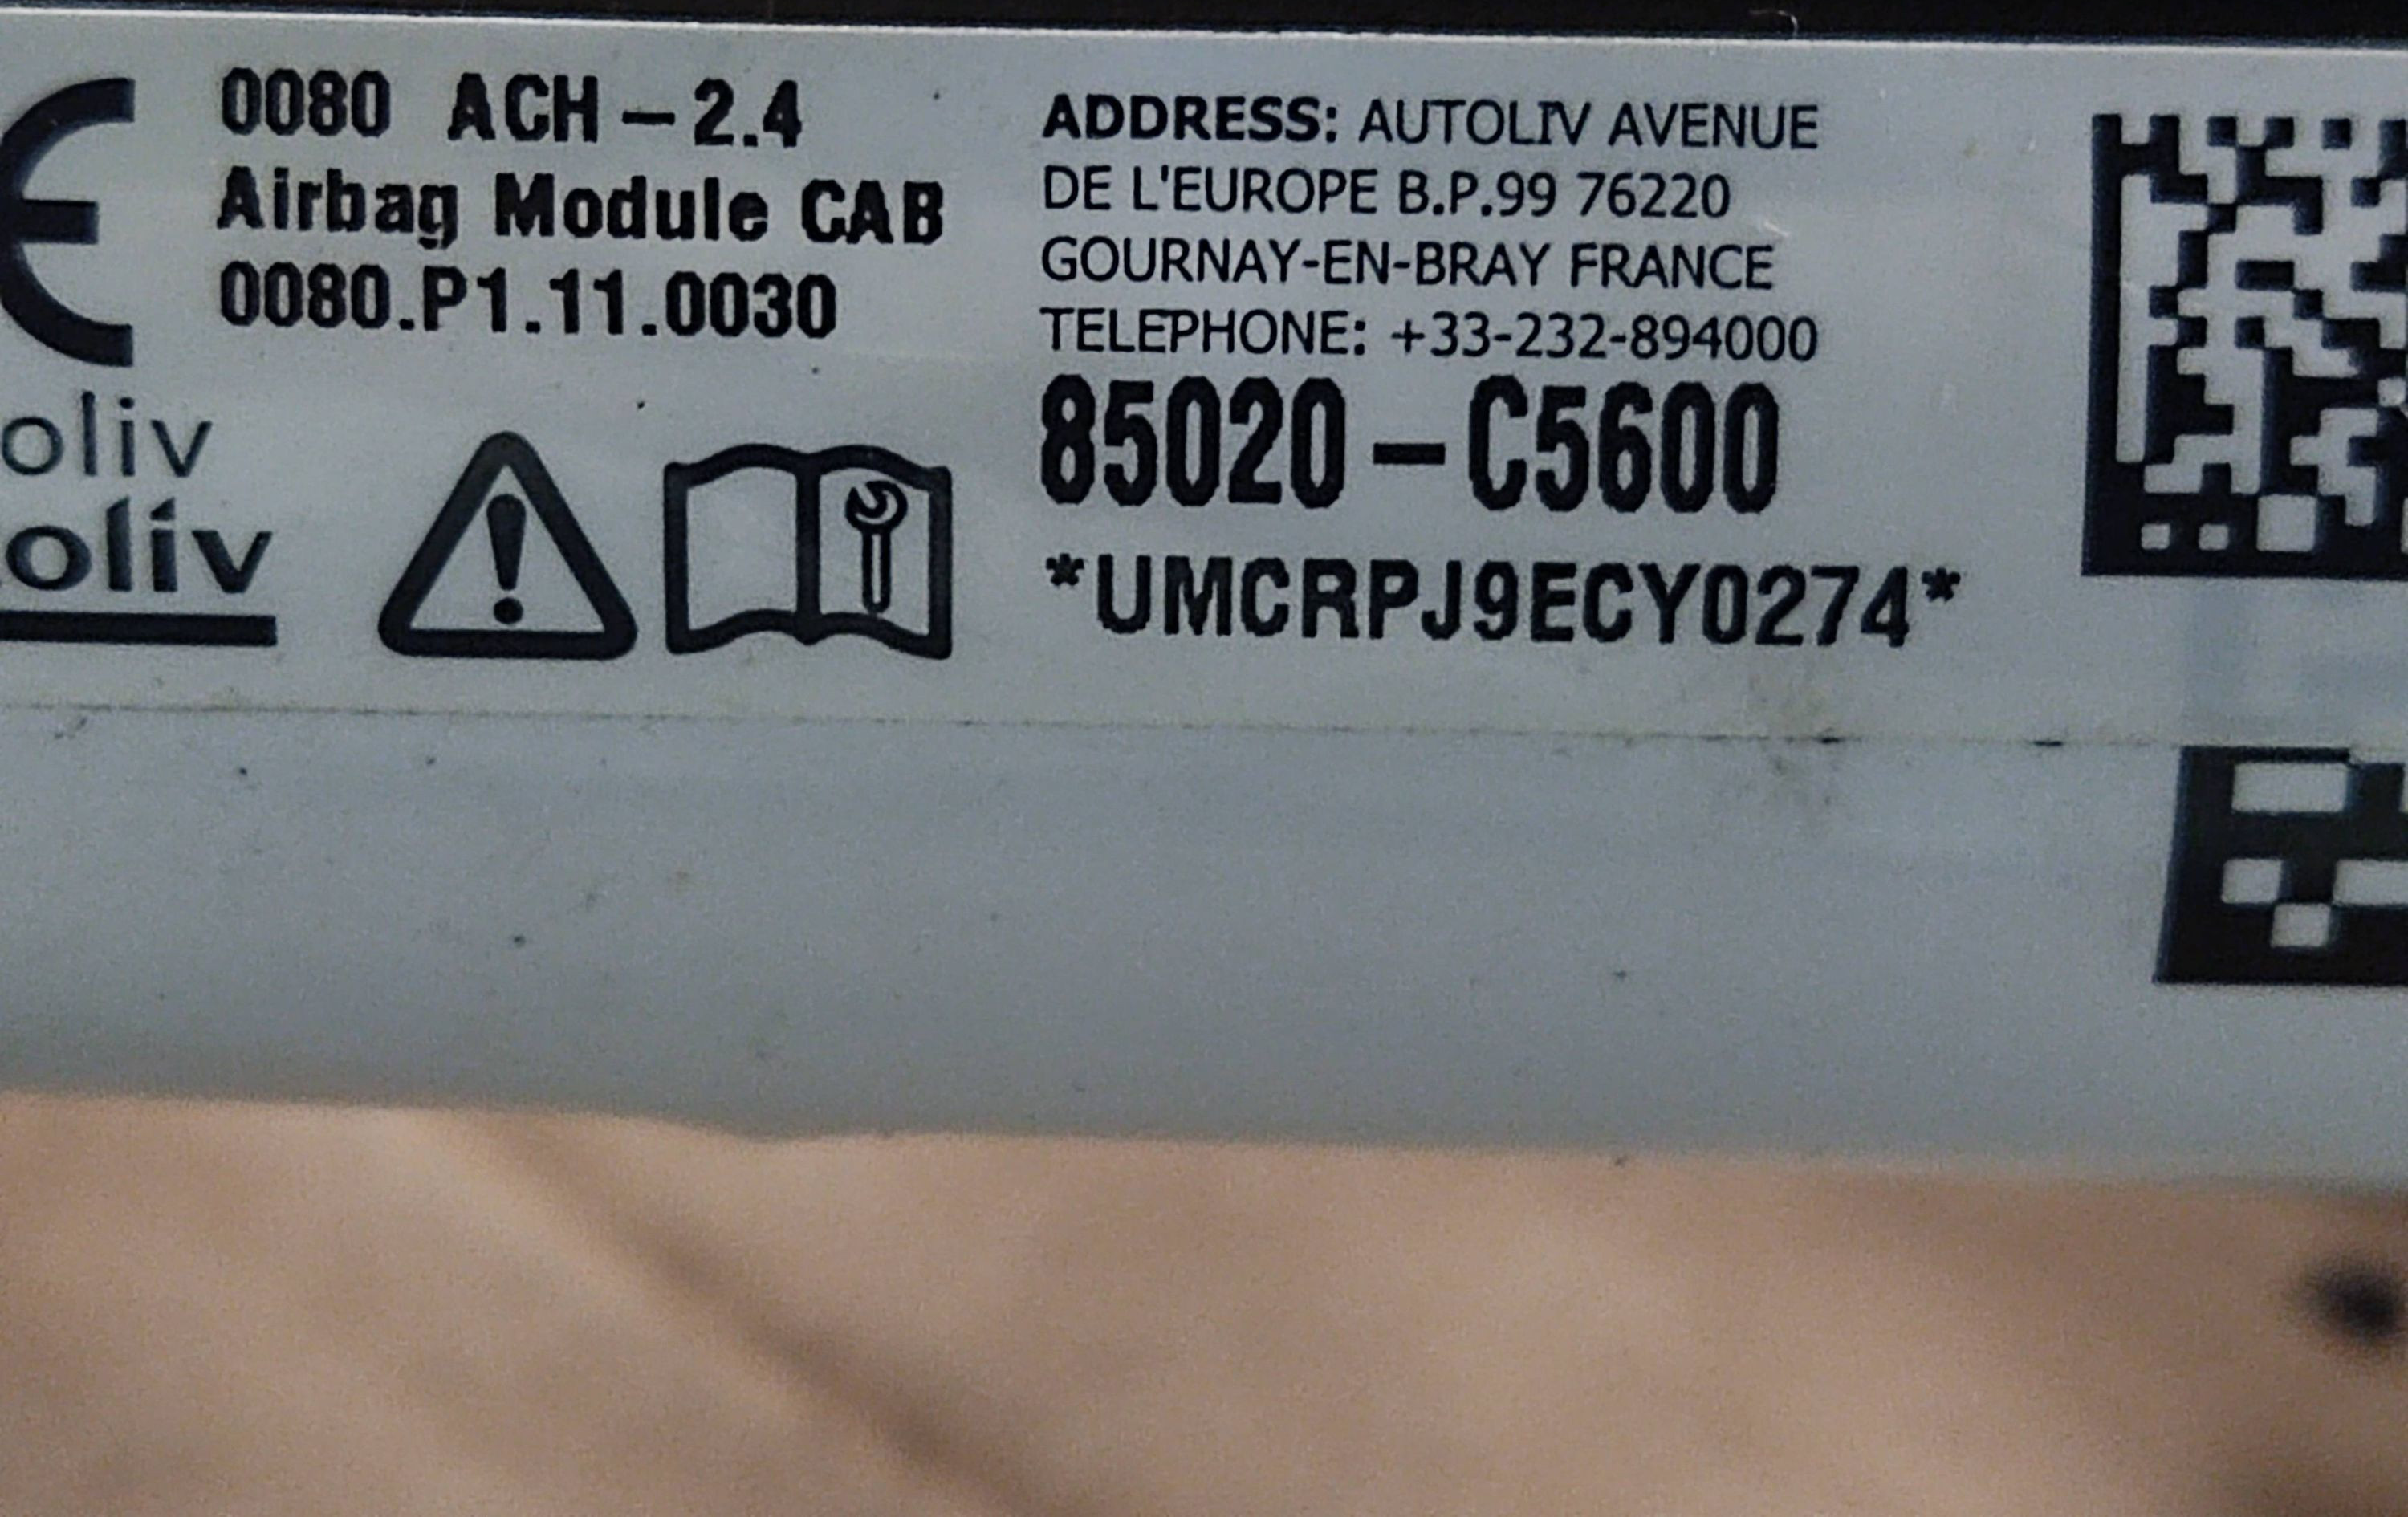 CE
0080 ACH-2.4
Airbag Module CAB
0080.P1.11.0030
oliv
oliv
ADDRESS: AUTOLIV AVENUE
DE L'EUROPE B.P.99 76220
GOURNAY-EN-BRAY FRANCE
TELEPHONE: +33-232-894000
85020-C5600
*UMCRPJ9ECY0274*